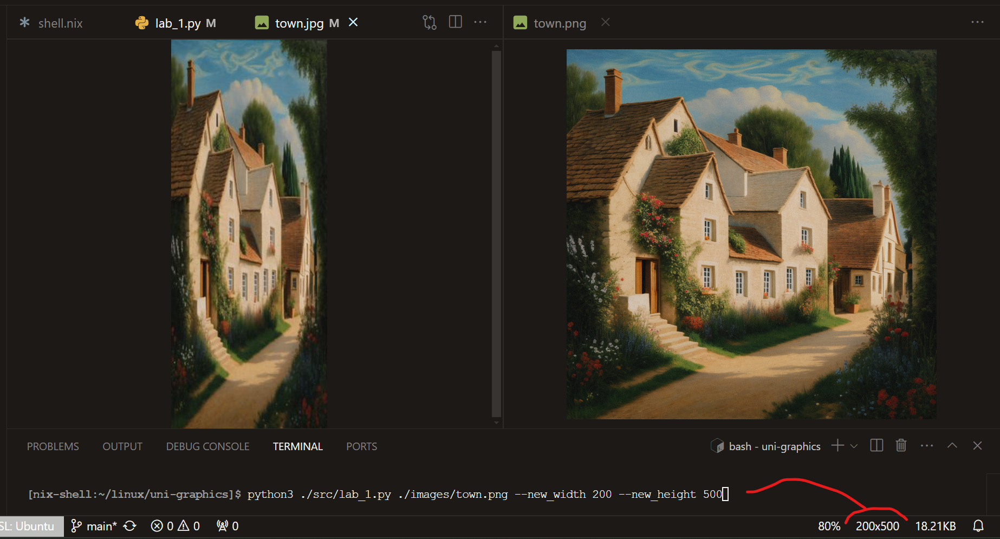 shell.nix
lab_1.py M
town.jpg M
town.png
PROBLEMS OUTPUT DEBUG CONSOLE TERMINAL PORTS
bash - uni-graphics
[nix-shell:~/linux/uni-graphics]$ python3 ./src/lab_1.py ./images/town.png --new_width 200 --new_height 500
SL: Ubuntu main* 0 0 0 80% 200x500 18.21KB